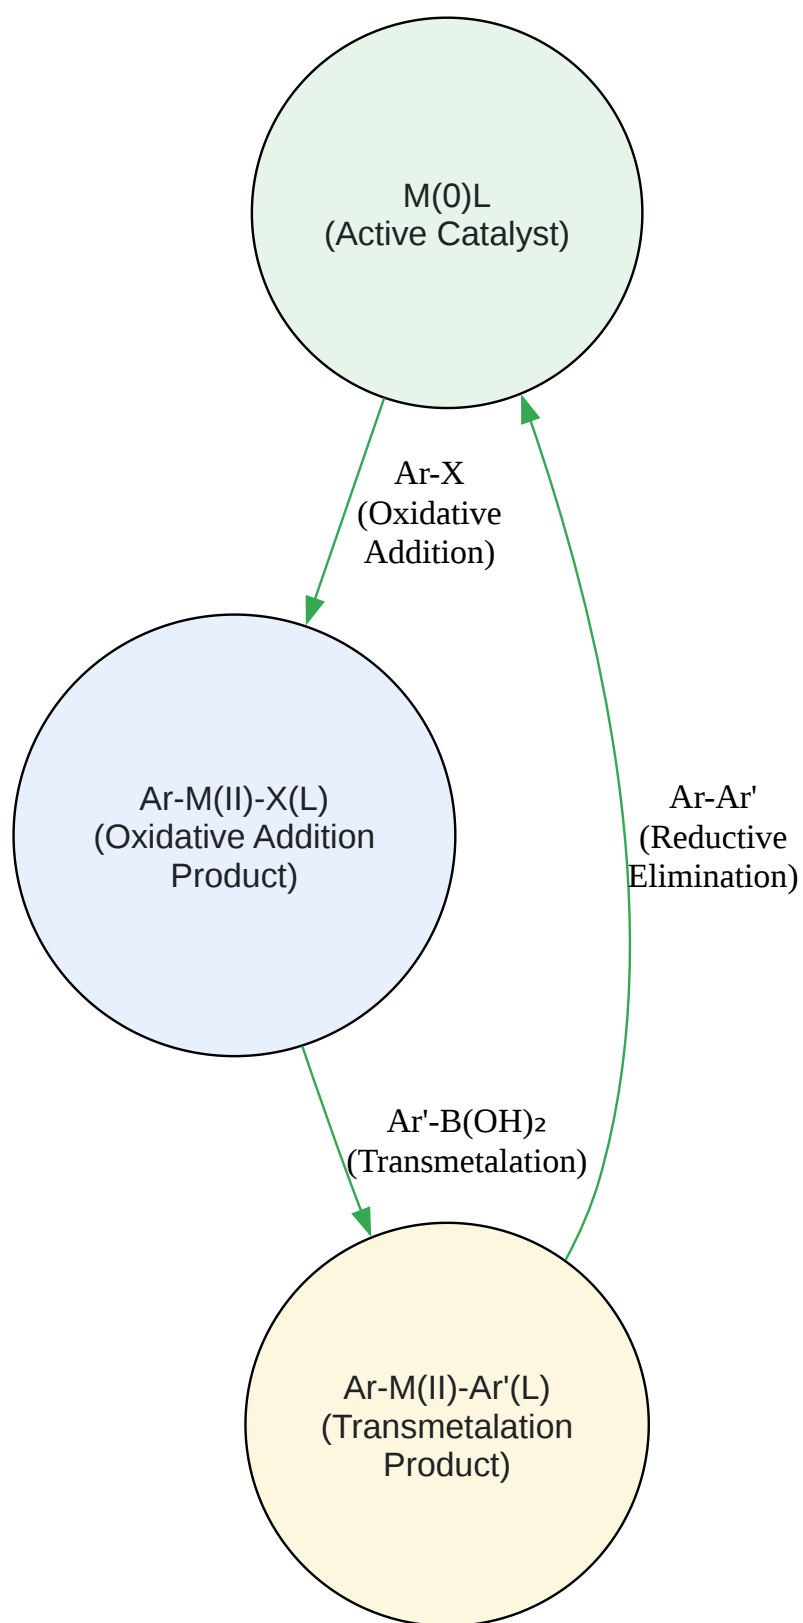 M(0)L
(Active Catalyst)
Ar-X
(Oxidative
Addition)
Ar-M(II)-X(L)
(Oxidative Addition
Product)
Ar-Ar'
(Reductive
Elimination)
Ar'-B(OH)₂
(Transmetalation)
Ar-M(II)-Ar'(L)
(Transmetalation
Product)